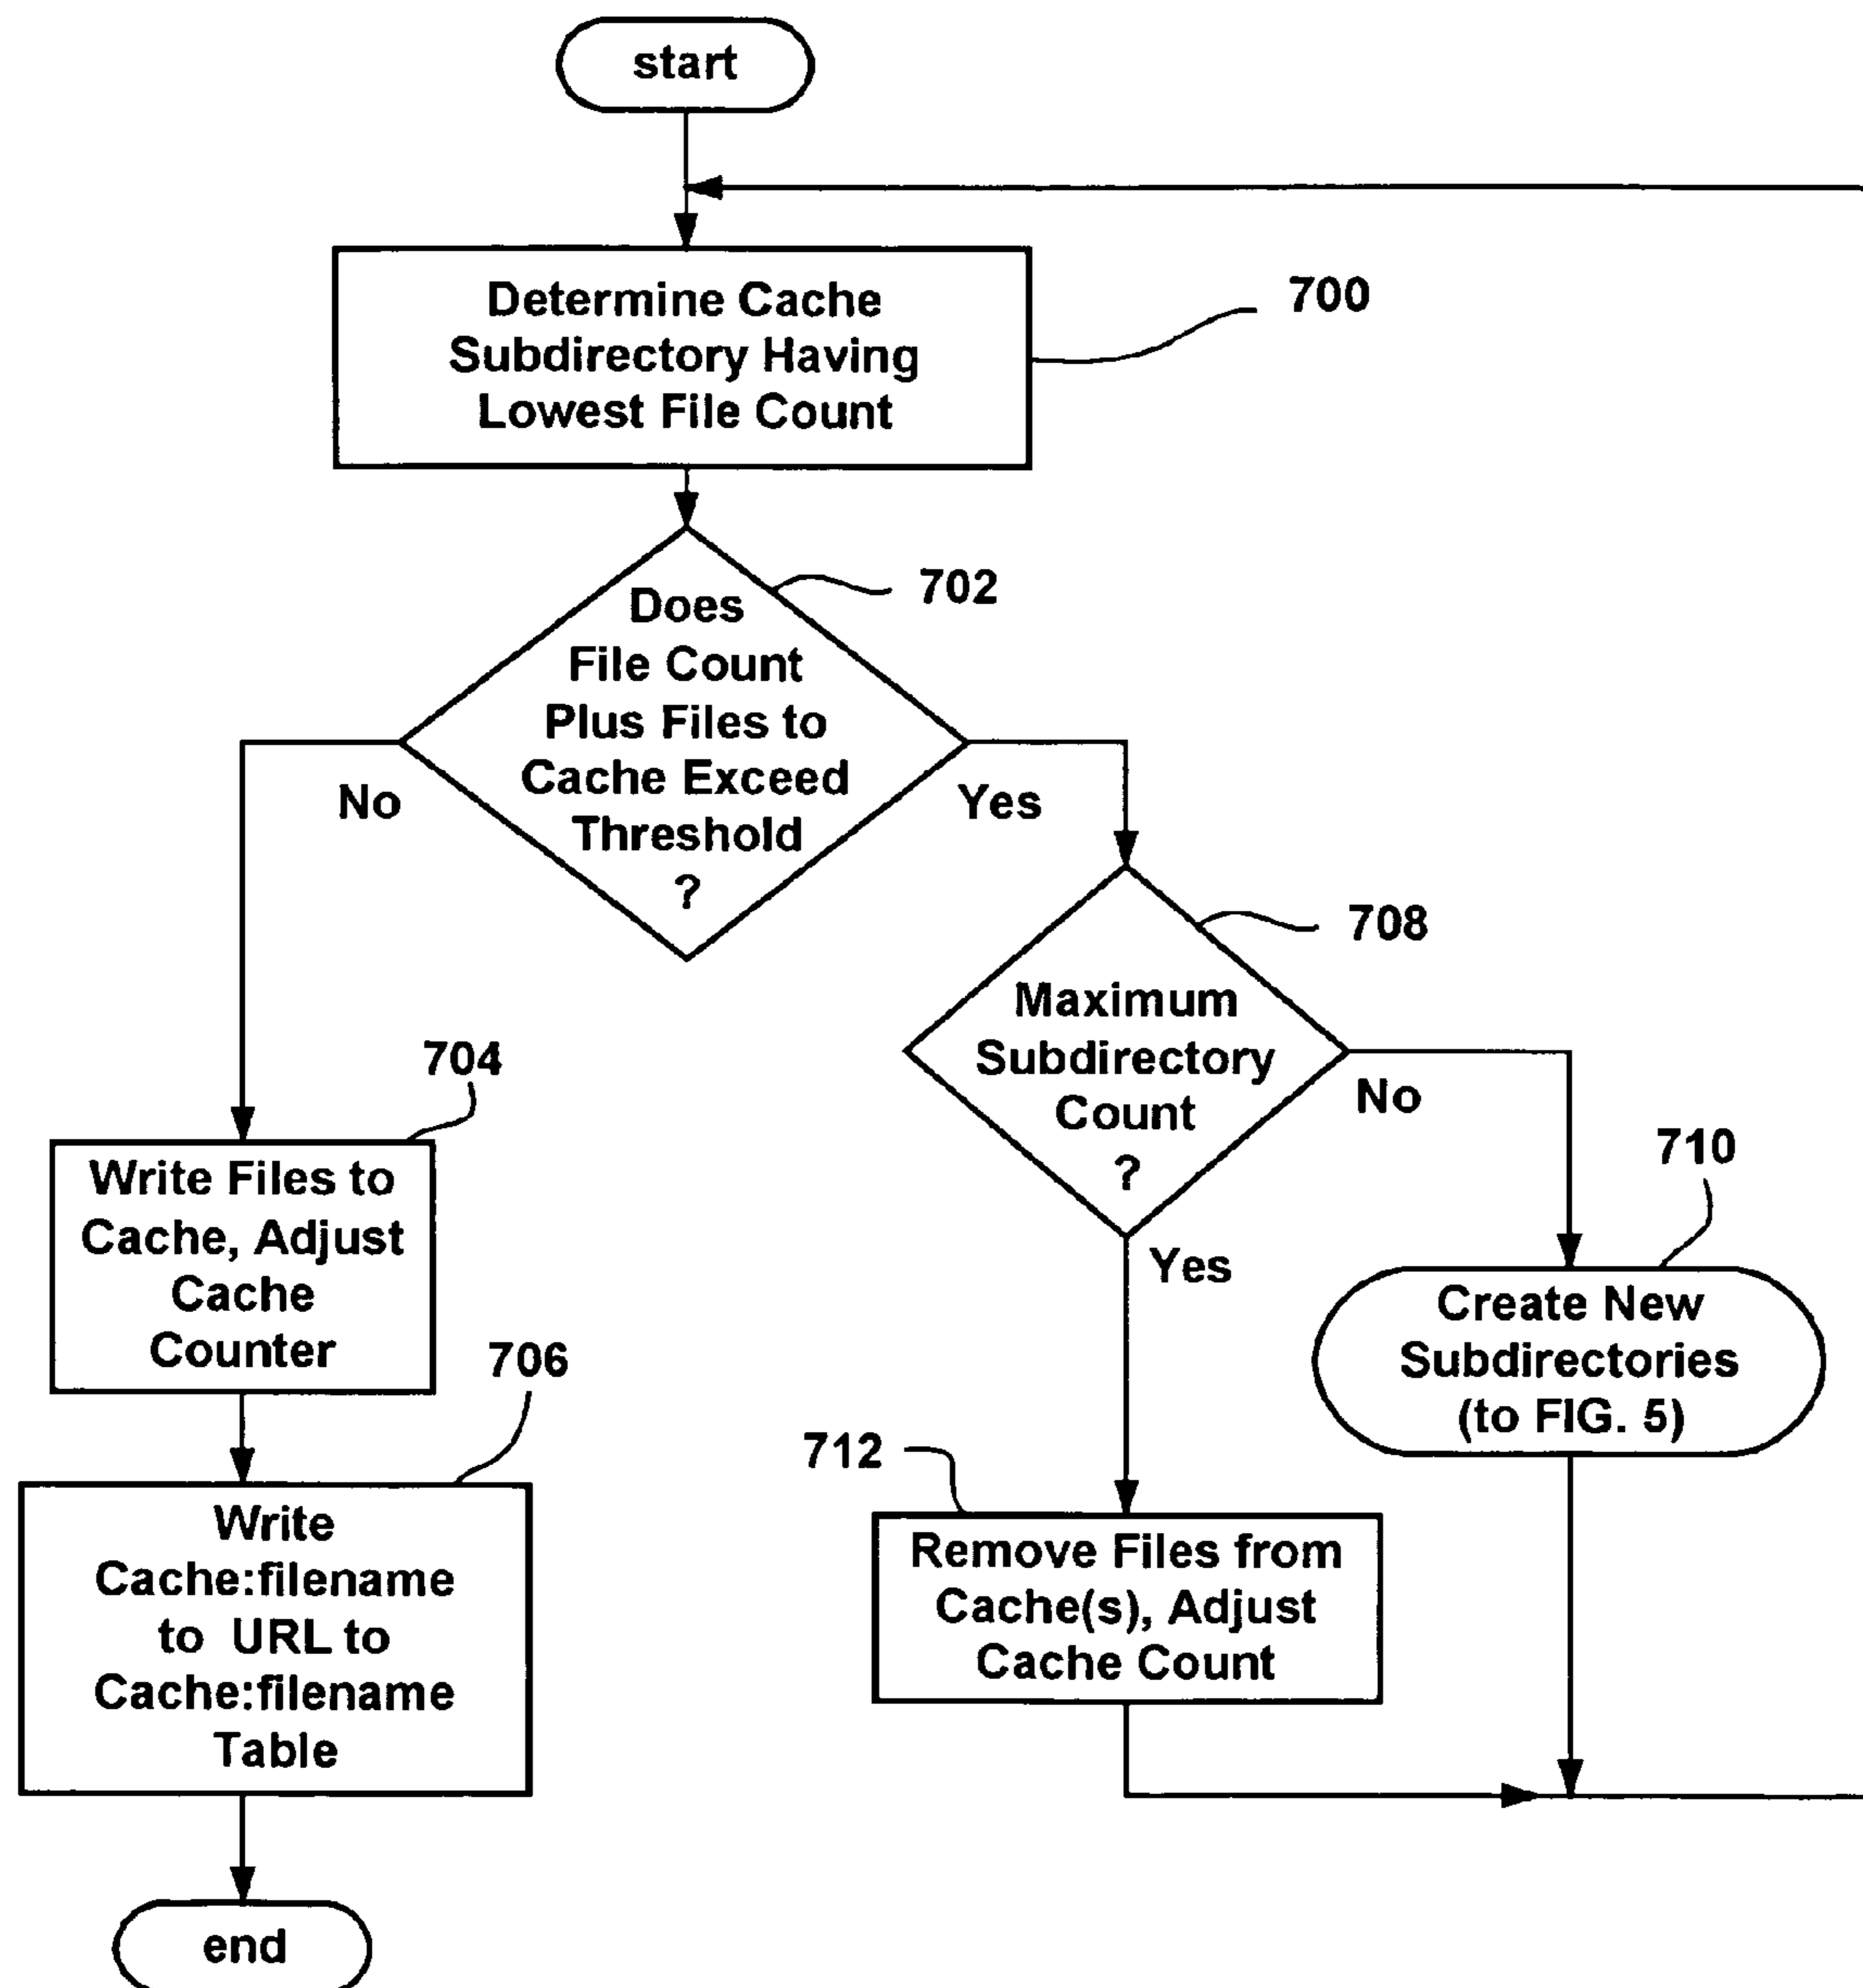 start
Determine Cache
Subdirectory Having
Lowest File Count
700
702
Does
File Count
Plus Files to
Cache Exceed
Threshold
?
No
Yes
708
Maximum
Subdirectory
Count
?
No
Yes
704
Write Files to
Cache, Adjust
Cache
Counter
710
Create New
Subdirectories
(to FIG. 5)
706
Write
Cache:filename
to URL to
Cache:filename
Table
712
Remove Files from
Cache(s), Adjust
Cache Count
end